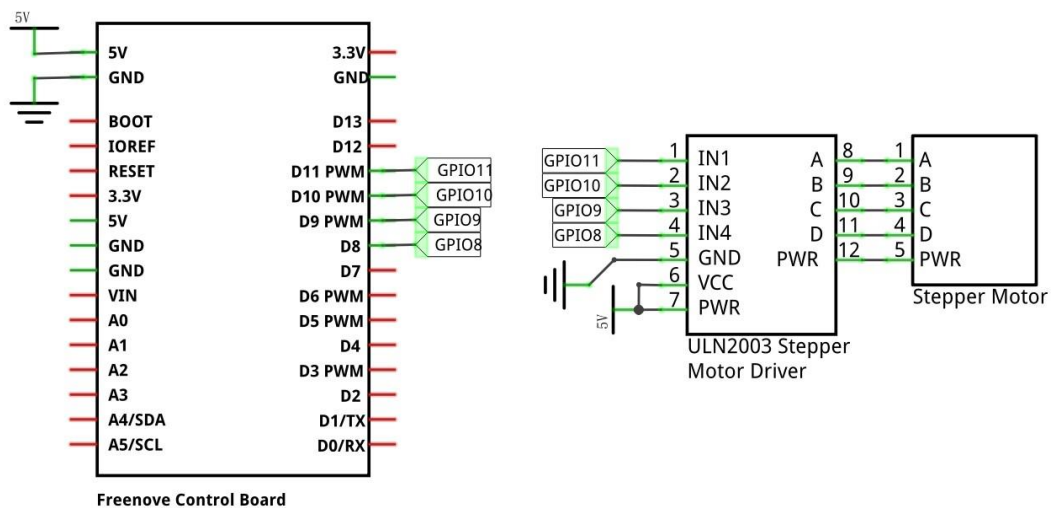 5V
5V
GND
BOOT
IOREF
RESET
3.3V
5V
GND
GND
VIN
A0
A1
A2
A3
A4/SDA
A5/SCL
3.3V
GND
D13
D12
D11 PWM
D10 PWM
D9 PWM
D8
D7
D6 PWM
D5 PWM
D4
D3 PWM
D2
D1/TX
D0/RX
GPIO11
GPIO10
GPIO9
GPIO8
Freenove Control Board
GPIO11
GPIO10
GPIO9
GPIO8
5V
1
2
3
4
5
6
7
IN1
IN2
IN3
IN4
GND
VCC
PWR
A
B
C
D
PWR
8
9
10
11
12
ULN2003 Stepper
Motor Driver
1
2
3
4
5
A
B
C
D
PWR
Stepper Motor